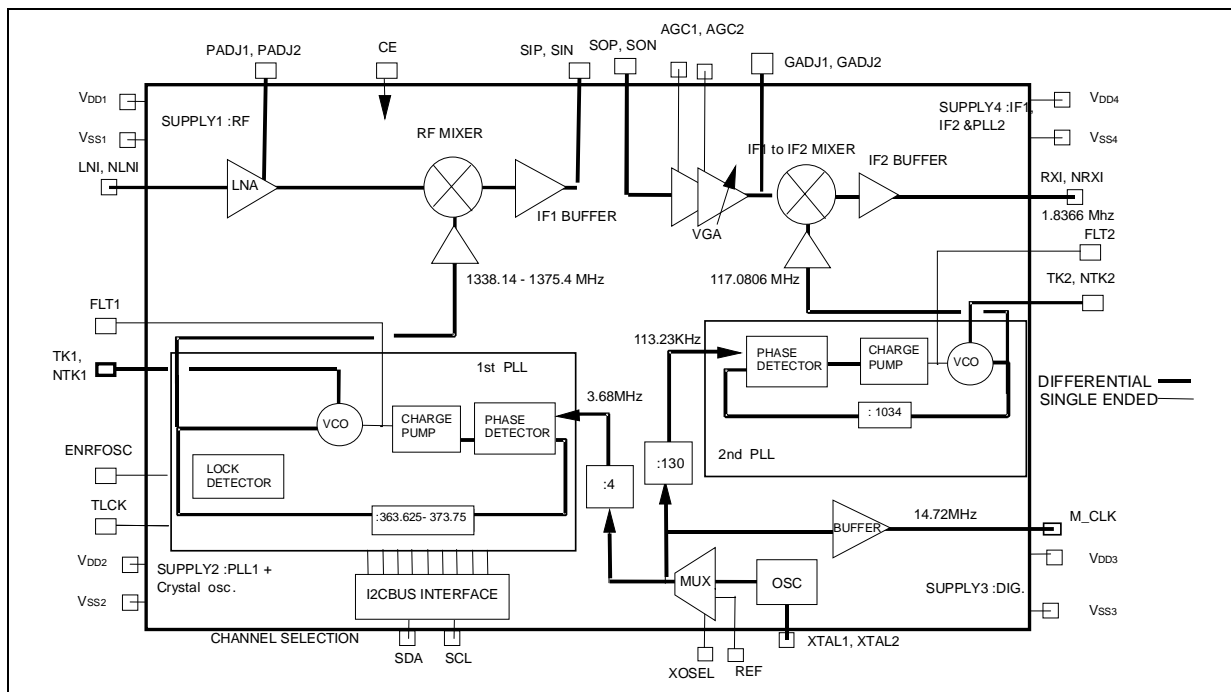 AGC1, AGC2
PADJ1, PADJ2
CE
SIP, SIN
SOP, SON
GADJ1, GADJ2
VDD1
SUPPLY1 :RF
SUPPLY4 :IF1,
IF2 &PLL2
VDD4
VSS1
VSS4
RF MIXER
IF1 to IF2 MIXER
IF2 BUFFER
LNI, NLNI
LNA
RXI, NRXI
IF1 BUFFER
VGA
1.8366 Mhz
FLT2
1338.14 - 1375.4 MHz
117.0806 MHz
TK2, NTK2
FLT1
113.23KHz
TK1,
NTK1
1st PLL
PHASE
DETECTOR
CHARGE
PUMP
VCO
DIFFERENTIAL
SINGLE ENDED
3.68MHz
VCO
CHARGE
PUMP
PHASE
DETECTOR
: 1034
ENRFOSC
LOCK
DETECTOR
:4
:130
2nd PLL
TLCK
:363.625- 373.75
BUFFER
14.72MHz
M_CLK
VDD2
SUPPLY2 :PLL1 +
Crystal osc.
MUX
OSC
VDD3
VSS2
I2CBUS INTERFACE
SUPPLY3 :DIG.
VSS3
CHANNEL SELECTION
SDA
SCL
XOSEL
REF
XTAL1, XTAL2